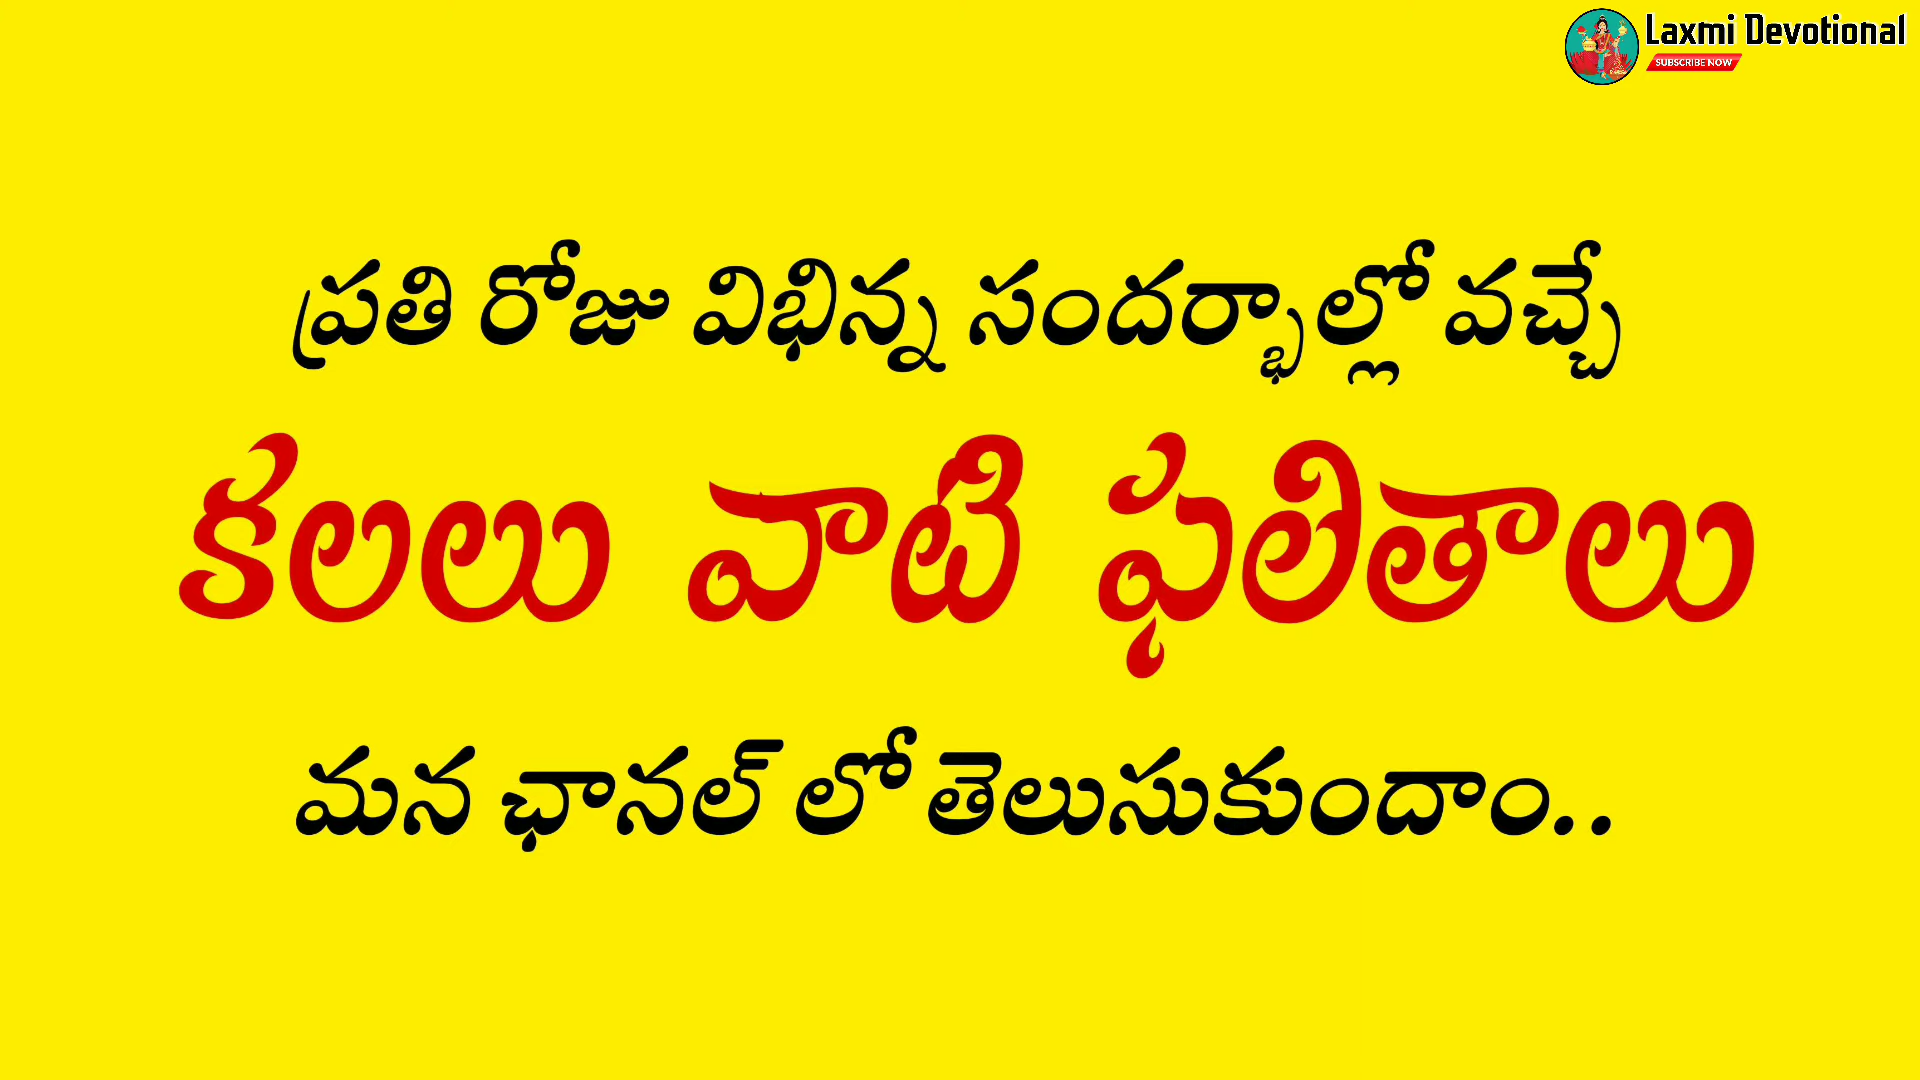 Laxmi Devotional
SUBSCRIBE NOW
ప్రతి రోజు విభిన్న సందర్భాల్లో వచ్చే
కలలు వాటి ఫలితాలు
మన ఛానల్ లో తెలుసుకుందాం..